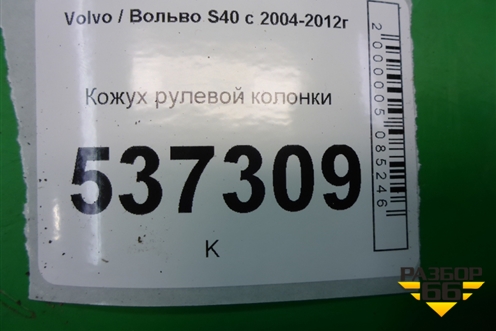 Volvo / Вольво S40 с 2004-2012г
Кожух рулевой колонки
537309
К
2000005085246
РАЗБОР
66